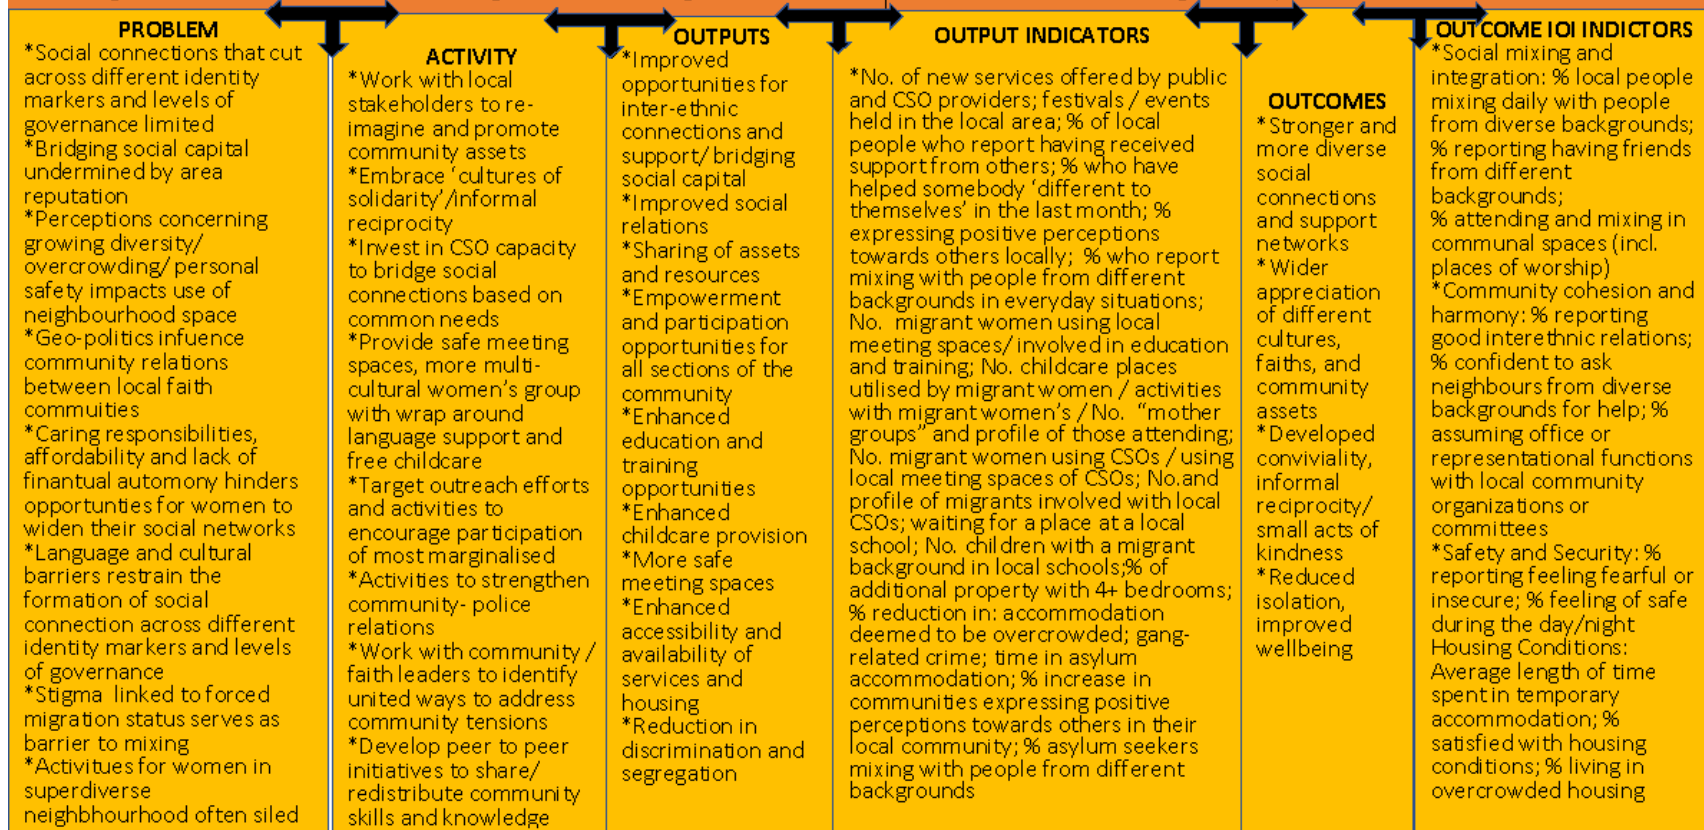 PROBLEM
*Social connections that cut
across different identity
markers and levels of
governance limited
*Bridging social capital
undermined by area
reputation
*Perceptions concerning
growing diversity/
overcrowding/ personal
safety impacts use of
neighbourhood space
*Geo-politics infuence
community relations
between local faith
commuities
*Caring responsibilities,
affordability and lack of
finantual automony hinders
opportunties for women to
widen their social networks
*Language and cultural
barriers restrain the
formation of social
connection across different
identity markers and levels
of governance
*Stigma linked to forced
migration status serves as
barrier to mixing
*Activitues for women in
superdiverse
neighbhourhood often siled
ACTIVITY
*Work with local
stakeholders to re-
imagine and promote
community assets
*Embrace ‘cultures of
solidarity’/informal
reciprocity
*Invest in CSO capacity
to bridge social
connections based on
common needs
*Provide safe meeting
spaces, more multi-
cultural women’s group
with wrap around
language support and
free childcare
*Target outreach efforts
and activities to
encourage participation
of most marginalised
*Activities to strengthen
community- police
relations
*Work with community /
faith leaders to identify
united ways to address
community tensions
*Develop peer to peer
initiatives to share/
redistribute community
skills and knowledge
OUTPUTS
*Improved
opportunities for
inter-ethnic
connections and
support/ bridging
social capital
*Improved social
relations
*Sharing of assets
and resources
*Empowerment
and participation
opportunities for
all sections of the
community
*Enhanced
education and
training
opportunities
*Enhanced
childcare provision
*More safe
meeting spaces
*Enhanced
accessibility and
availability of
services and
housing
*Reduction in
discrimination and
segregation
OUTPUT INDICATORS
*No. of new services offered by public
and CSO providers; festivals / events
held in the local area; % of local
people who report having received
support from others; % who have
helped somebody ‘different to
themselves’ in the last month; %
expressing positive perceptions
towards others locally; % who report
mixing with people from different
backgrounds in everyday situations;
No. migrant women using local
meeting spaces/ involved in education
and training; No. childcare places
utilised by migrant women / activities
with migrant women’s / No. “mother
groups” and profile of those attending;
No. migrant women using CSOs / using
local meeting spaces of CSOs; No.and
profile of migrants involved with local
CSOs; waiting for a place at a local
school; No. children with a migrant
background in local schools;% of
additional property with 4+ bedrooms;
% reduction in: accommodation
deemed to be overcrowded; gang-
related crime; time in asylum
accommodation; % increase in
communities expressing positive
perceptions towards others in their
local community; % asylum seekers
mixing with people from different
backgrounds
OUTCOMES
*Stronger and
more diverse
social
connections
and support
networks
*Wider
appreciation
of different
cultures,
faiths, and
community
assets
*Developed
conviviality,
informal
reciprocity/
small acts of
kindness
*Reduced
isolation,
improved
wellbeing
OUTCOME IOI INDICTORS
*Social mixing and
integration: % local people
mixing daily with people
from diverse backgrounds;
% reporting having friends
from different
backgrounds;
% attending and mixing in
communal spaces (incl.
places of worship)
*Community cohesion and
harmony: % reporting
good interethnic relations;
% confident to ask
neighbours from diverse
backgrounds for help; %
assuming office or
representational functions
with local community
organizations or
committees
*Safety and Security: %
reporting feeling fearful or
insecure; % feeling of safe
during the day/night
Housing Conditions:
Average length of time
spent in temporary
accommodation; %
satisfied with housing
conditions; % living in
overcrowded housing